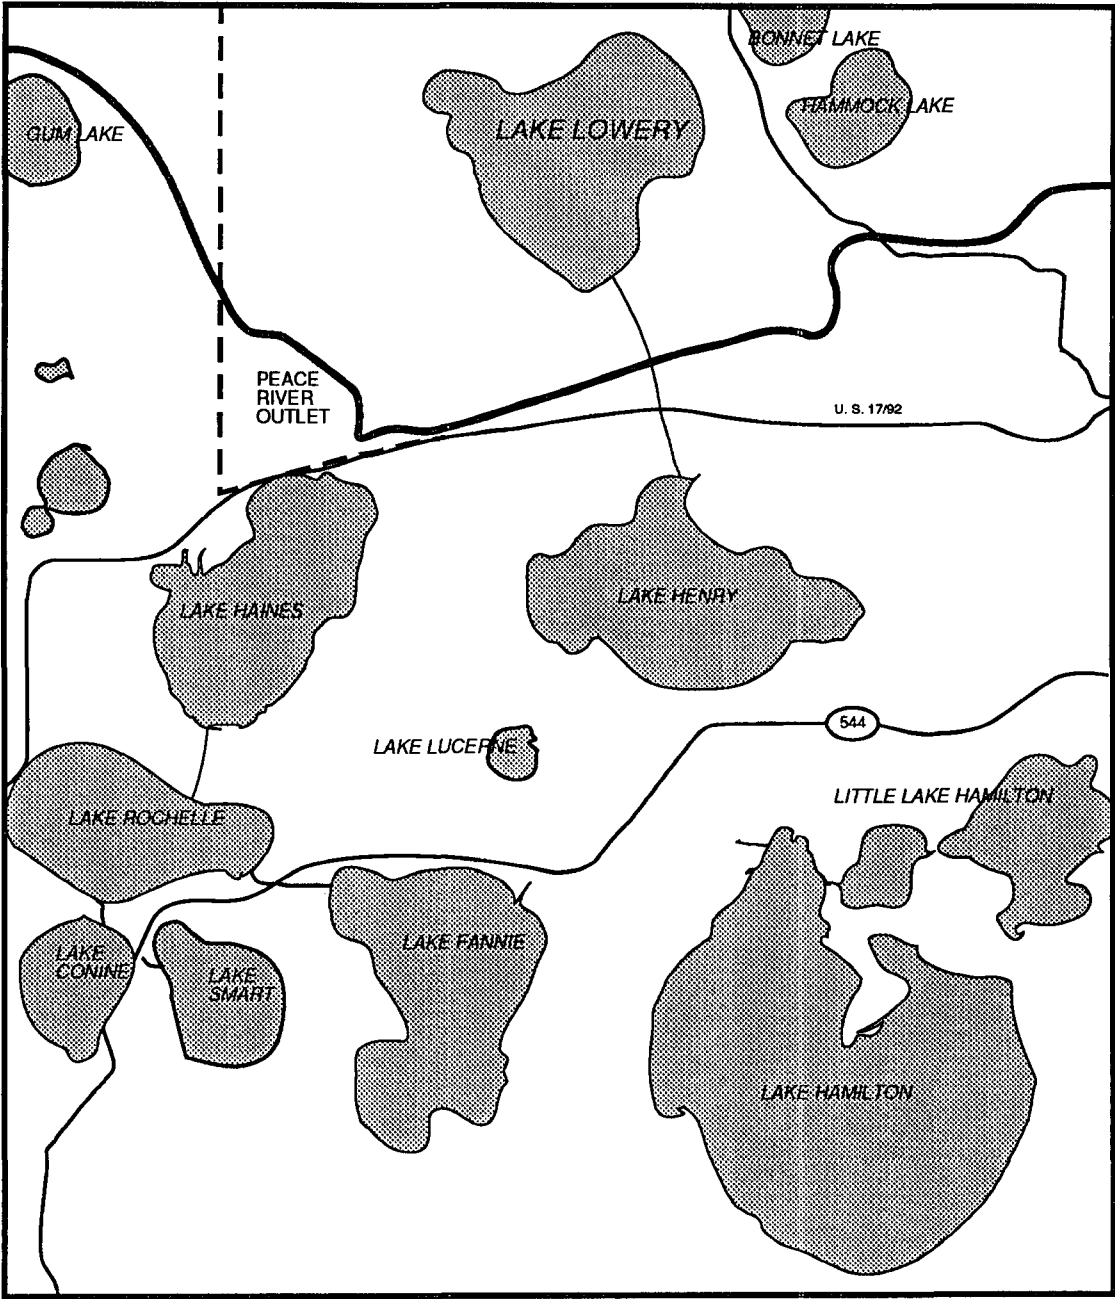 BONNET LAKE
HAMMOCK LAKE
GUM LAKE
LAKE LOWERY
PEACE
RIVER
OUTLET
U. S. 17/92
LAKE HAINES
LAKE HENRY
544
LAKE LUCERNE
LITTLE LAKE HAMILTON
LAKE ROCHELLE
LAKE FANNIE
LAKE
CONINE
LAKE
SMART
LAKE HAMILTON